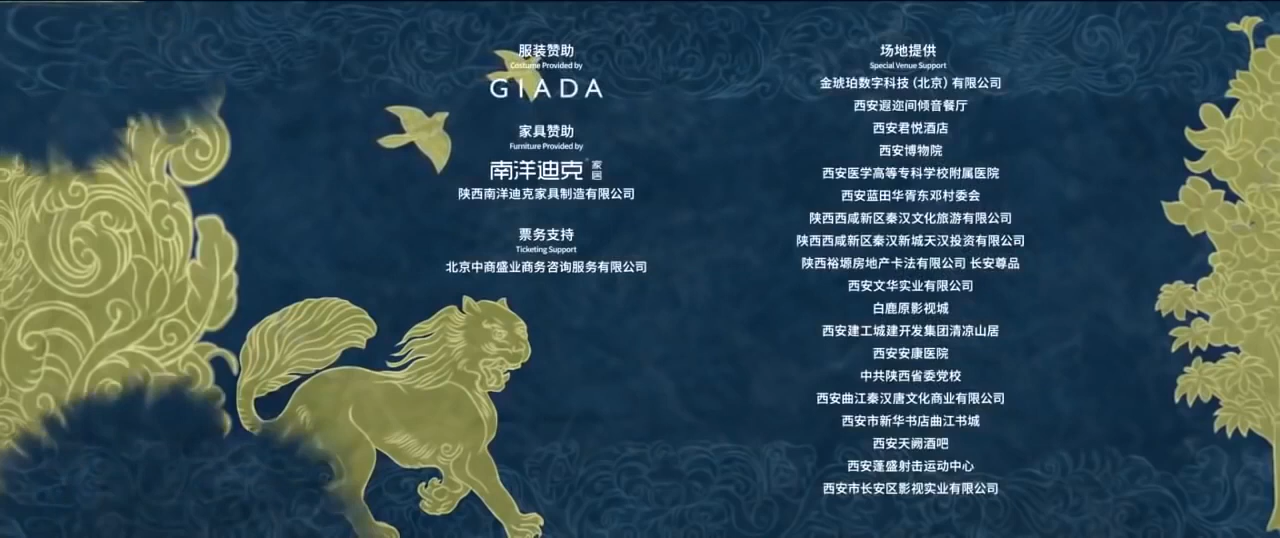 服装赞助
Costume Provided by
GIADA
家具赞助
Furniture Provided by
南洋迪克 家居
陕西南洋迪克家具制造有限公司
票务支持
Ticketing Support
北京中商盛业商务咨询服务有限公司
场地提供
Special Venue Support
金琥珀数字科技（北京）有限公司
西安遐迩间倾音餐厅
西安君悦酒店
西安博物院
西安医学高等专科学校附属医院
西安蓝田华胥东邓村委会
陕西西咸新区秦汉文化旅游有限公司
陕西西咸新区秦汉新城天汉投资有限公司
陕西裕塬房地产卡法有限公司 长安尊品
西安文华实业有限公司
白鹿原影视城
西安建工城建开发集团清凉山居
西安安康医院
中共陕西省委党校
西安曲江秦汉唐文化商业有限公司
西安市新华书店曲江书城
西安天阙酒吧
西安蓬盛射击运动中心
西安市长安区影视实业有限公司